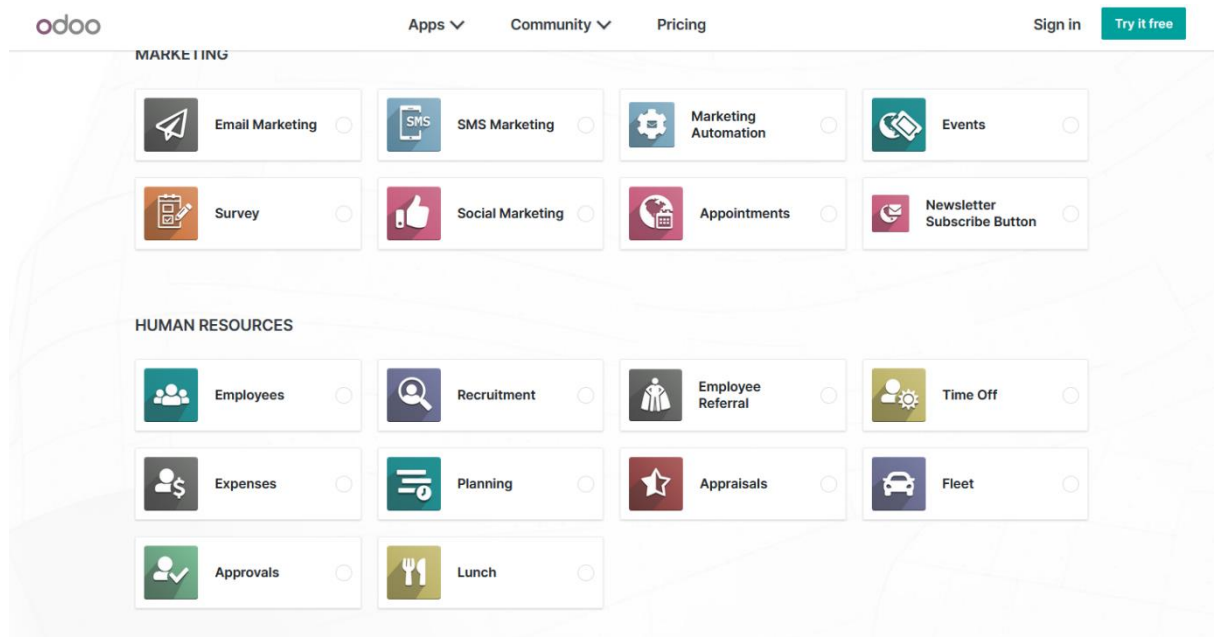 odoo
Apps
Community
Pricing
Sign in
Try it free
MARKETING
Email Marketing
SMS
SMS Marketing
Marketing
Automation
Events
Survey
Social Marketing
Appointments
Newsletter
Subscribe Button
HUMAN RESOURCES
Employees
Recruitment
Employee
Referral
Time Off
Expenses
Planning
Appraisals
Fleet
Approvals
Lunch